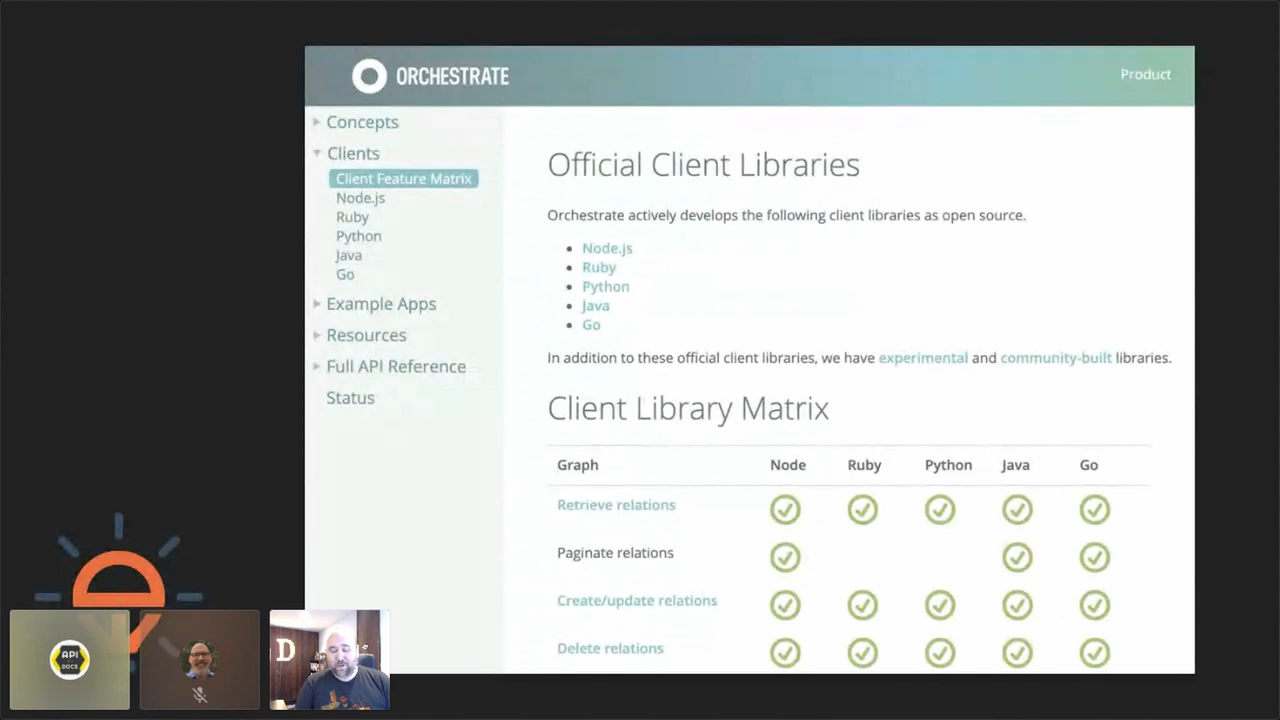 ORCHESTRATE
Product
Concepts
Clients
Client Feature Matrix
Node.js
Ruby
Python
Java
Go
Example Apps
Resources
Full API Reference
Status
Official Client Libraries
Orchestrate actively develops the following client libraries as open source.
Node.js
Ruby
Python
Java
Go
In addition to these official client libraries, we have experimental and community-built libraries.
Client Library Matrix
Graph Node Ruby Python Java Go
Retrieve relations
Paginate relations
Create/update relations
Delete relations
API
DOCS
D